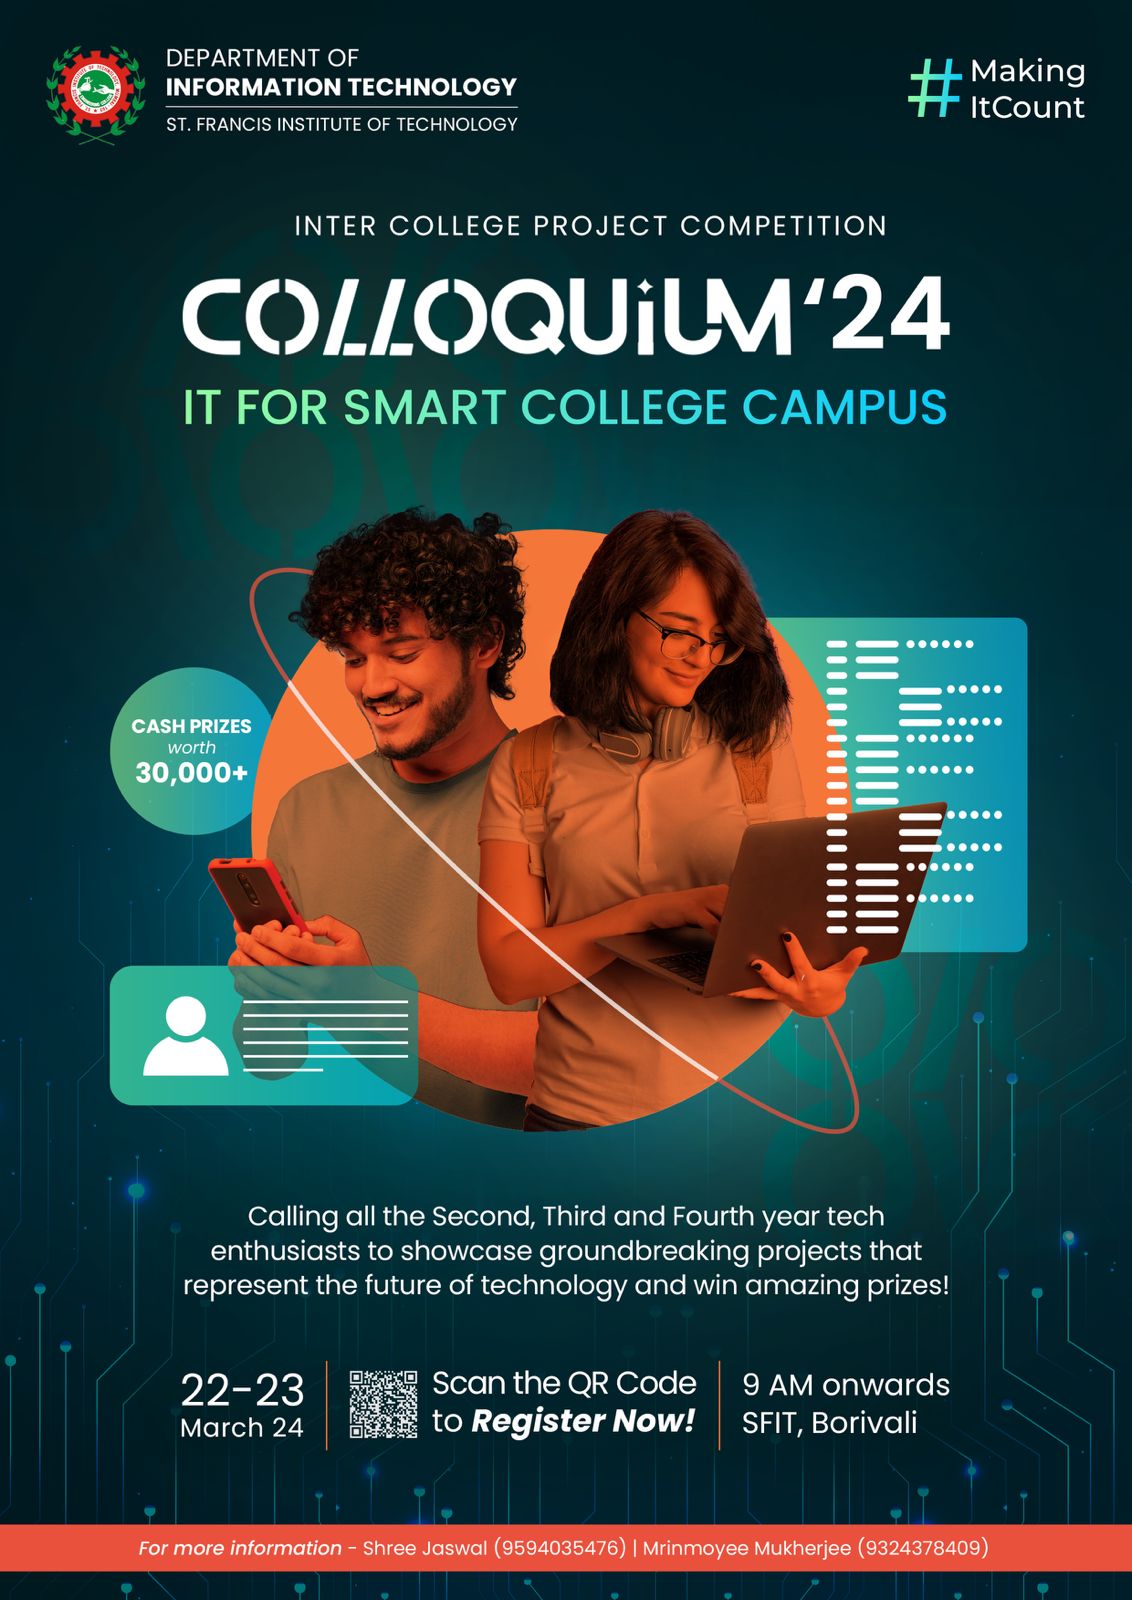 DEPARTMENT OF
INFORMATION TECHNOLOGY
ST. FRANCIS INSTITUTE OF TECHNOLOGY
# Making
ItCount
INTER COLLEGE PROJECT COMPETITION
COLLOQUiUM ‘24
IT FOR SMART COLLEGE CAMPUS
CASH PRIZES
worth
30,000+
Calling all the Second, Third and Fourth year tech
enthusiasts to showcase groundbreaking projects that
represent the future of technology and win amazing prizes!
22-23
March 24
Scan the QR Code
to Register Now!
9 AM onwards
SFIT, Borivali
For more information - Shree Jaswal (9594035476) | Mrinmoyee Mukherjee (9324378409)